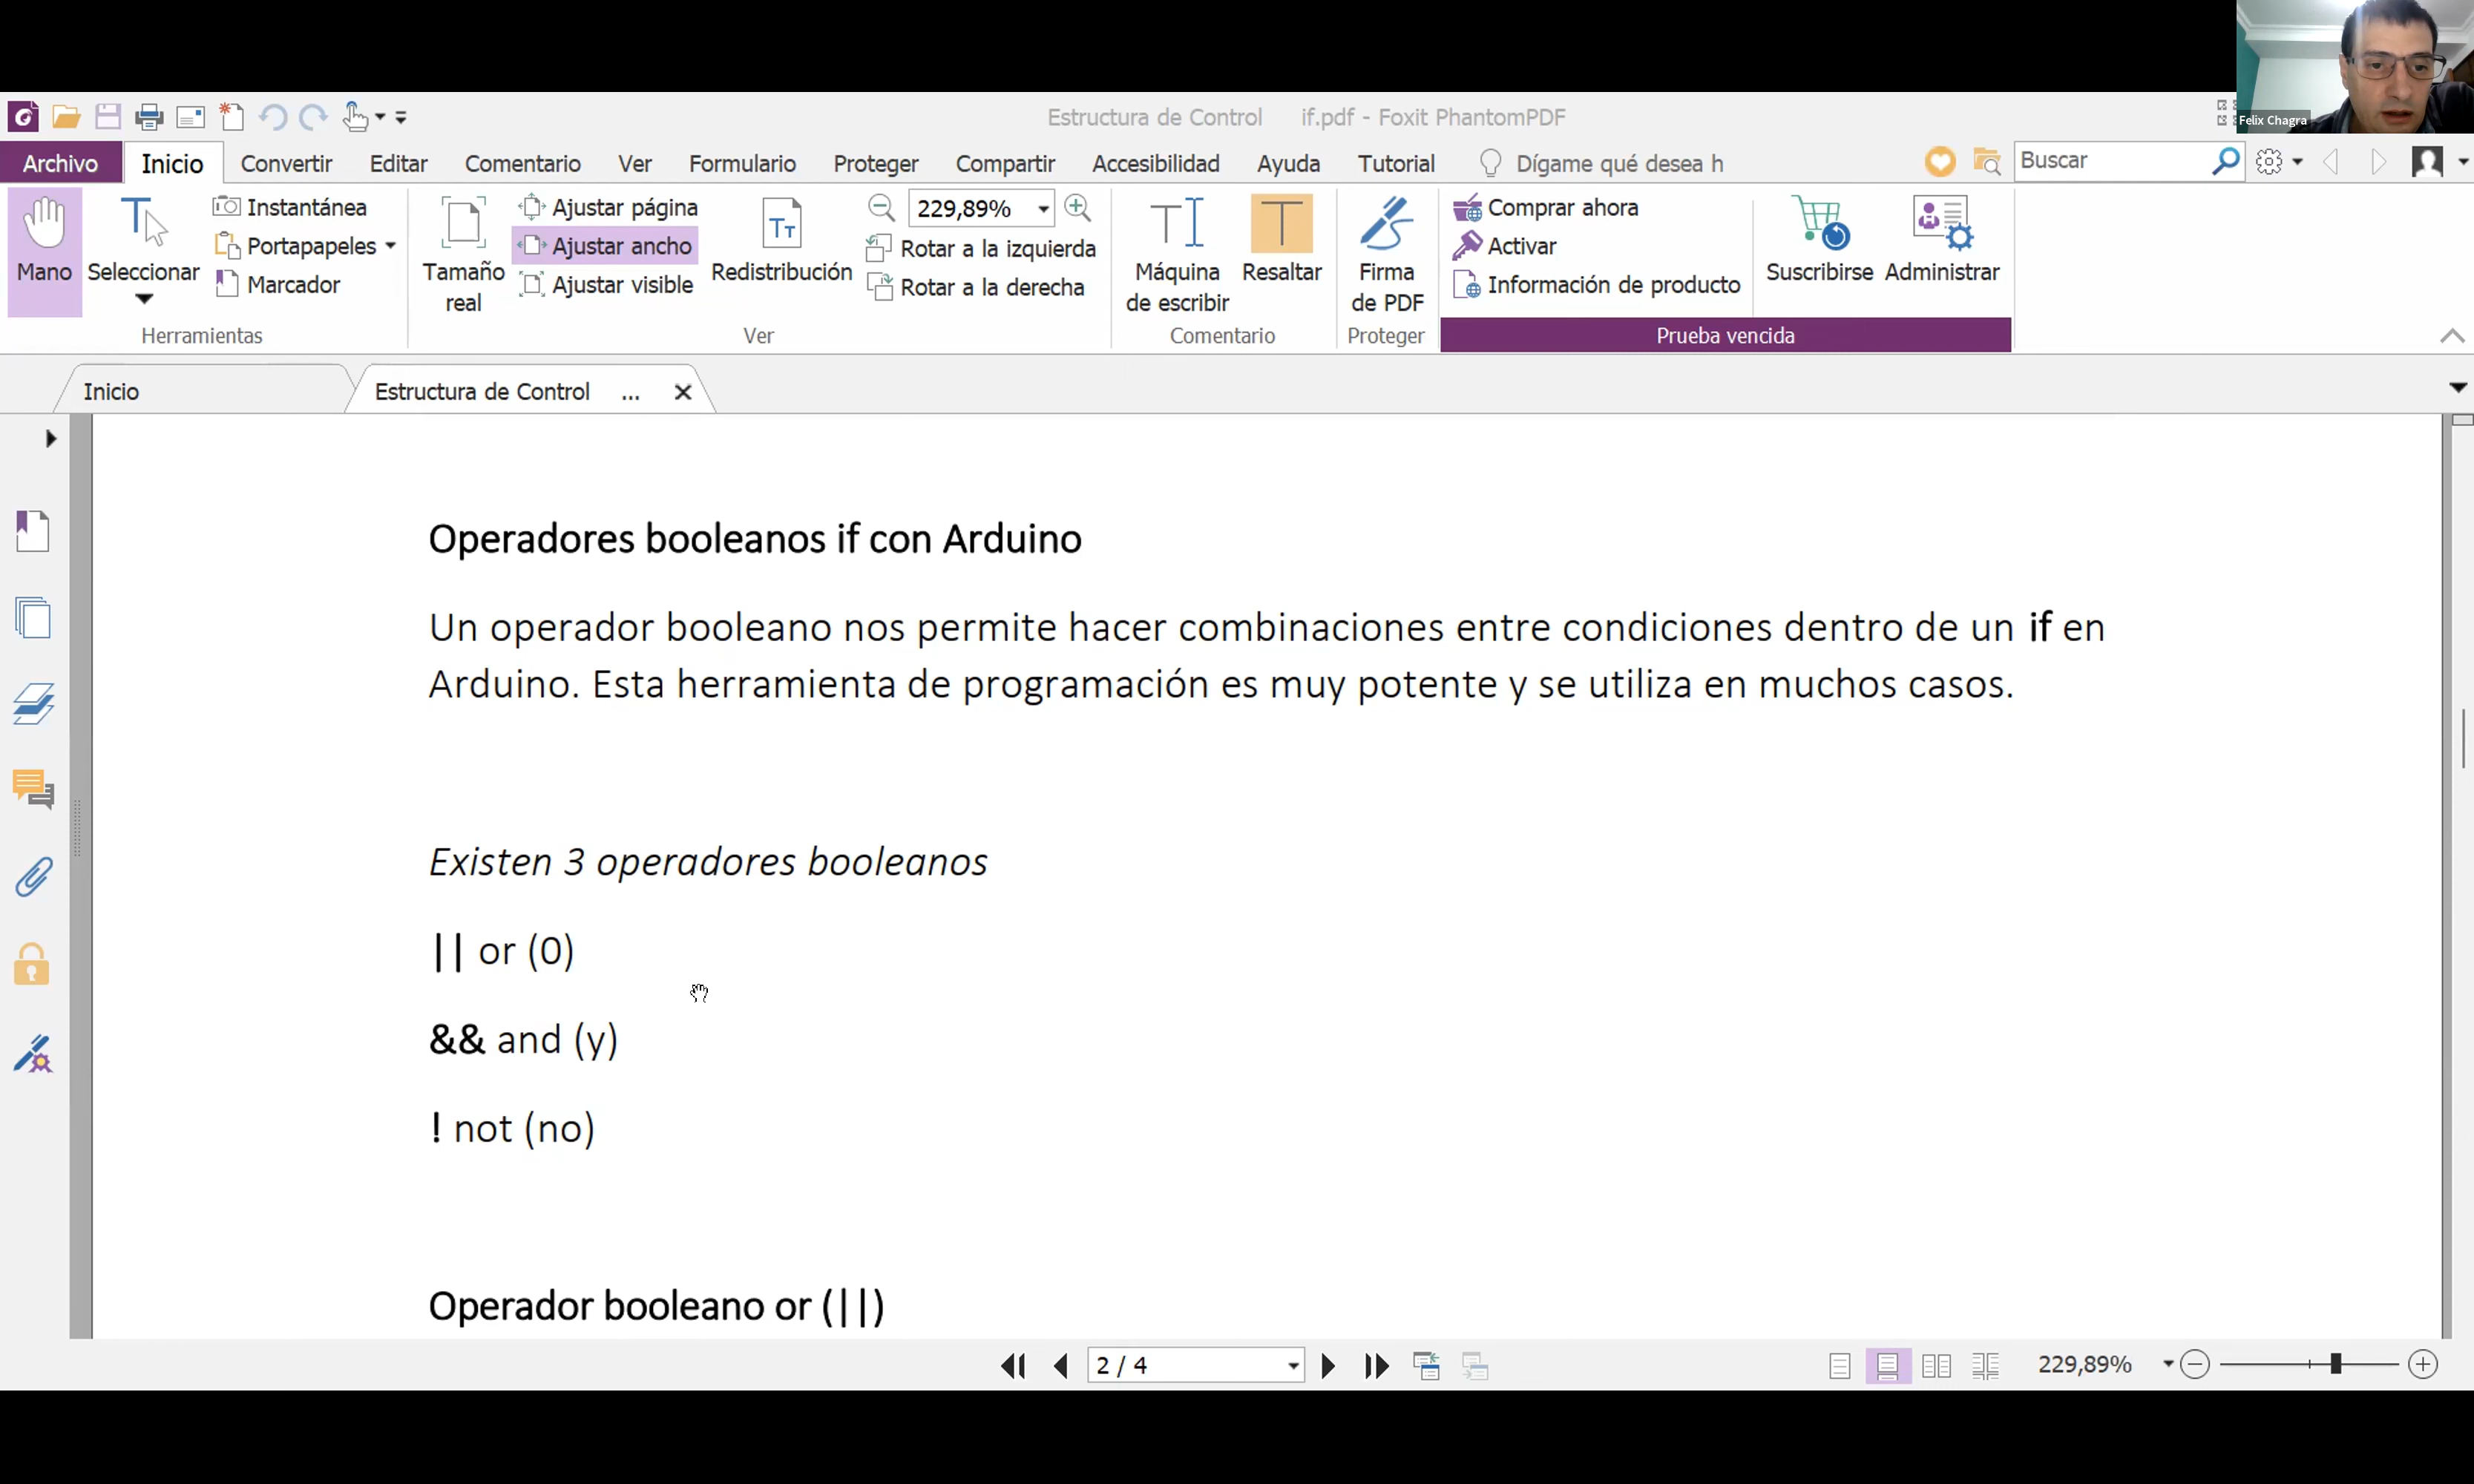 Felix Chagra
Estructura de Control if.pdf - Foxit PhantomPDF
Archivo Inicio Convertir Editar Comentario Ver Formulario Proteger Compartir Accesibilidad Ayuda Tutorial Dígame qué desea h Buscar
Mano
Seleccionar
Instantánea
Portapapeles
Marcador
Herramientas
Tamaño
real
Ajustar página
Ajustar ancho
Ajustar visible
Redistribución
229,89%
Rotar a la izquierda
Rotar a la derecha
Ver
Máquina
de escribir
Resaltar
Comentario
Firma
de PDF
Proteger
Comprar ahora
Activar
Información de producto
Suscribirse
Administrar
Prueba vencida
Inicio
Estructura de Control ...
Operadores booleanos if con Arduino
Un operador booleano nos permite hacer combinaciones entre condiciones dentro de un if en
Arduino. Esta herramienta de programación es muy potente y se utiliza en muchos casos.
Existen 3 operadores booleanos
|| or (0)
&& and (y)
! not (no)
Operador booleano or (||)
2 / 4
229,89%